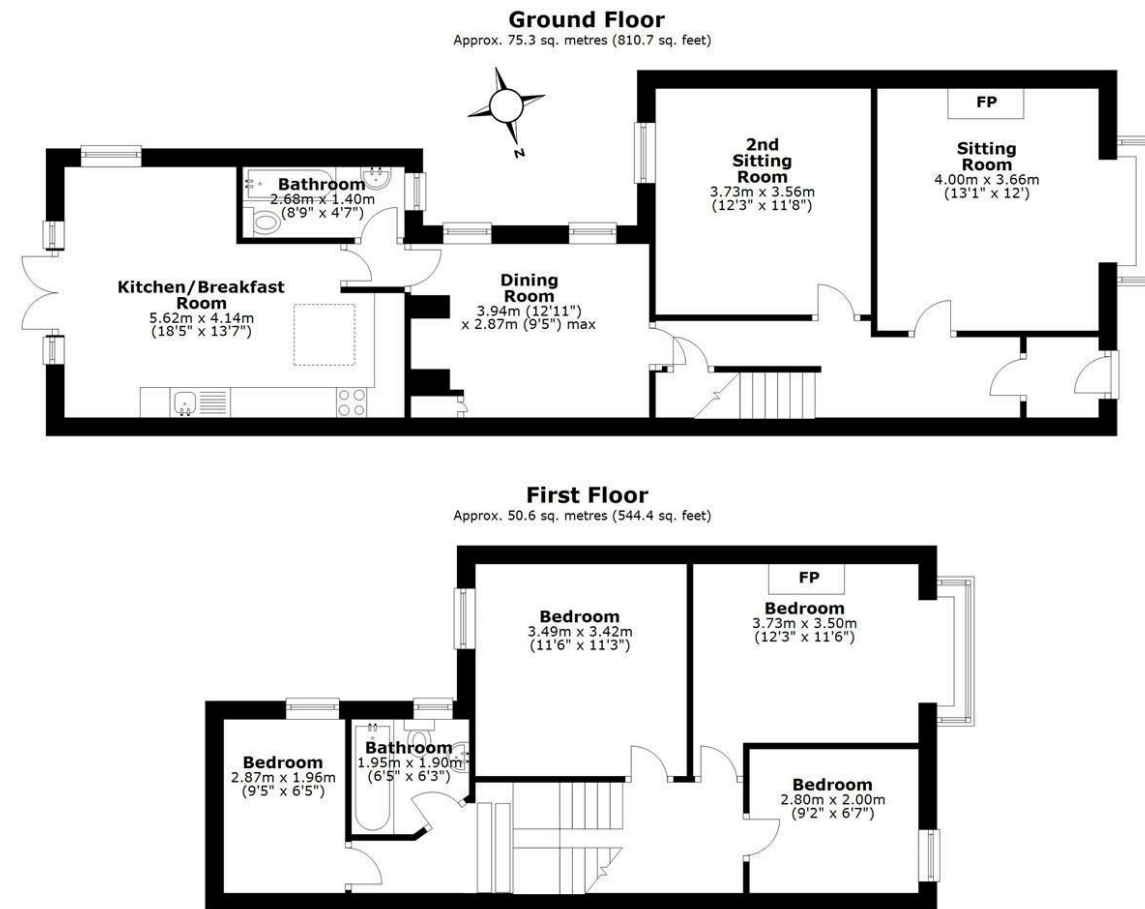 Ground Floor
Approx. 75.3 sq. metres (810.7 sq. feet)
N
FP
2nd
Sitting
Room
3.73m x 3.56m
(12'3" x 11'8")
Sitting
Room
4.00m x 3.66m
(13'1" x 12')
Bathroom
2.68m x 1.40m
(8'9" x 4'7")
Kitchen/Breakfast
Room
5.62m x 4.14m
(18'5" x 13'7")
Dining
Room
3.94m (12'11")
x 2.87m (9'5") max
First Floor
Approx. 50.6 sq. metres (544.4 sq. feet)
FP
Bedroom
3.49m x 3.42m
(11'6" x 11'3")
Bedroom
3.73m x 3.50m
(12'3" x 11'6")
Bedroom
2.87m x 1.96m
(9'5" x 6'5")
Bathroom
1.95m x 1.90m
(6'5" x 6'3")
Bedroom
2.80m x 2.00m
(9'2" x 6'7")